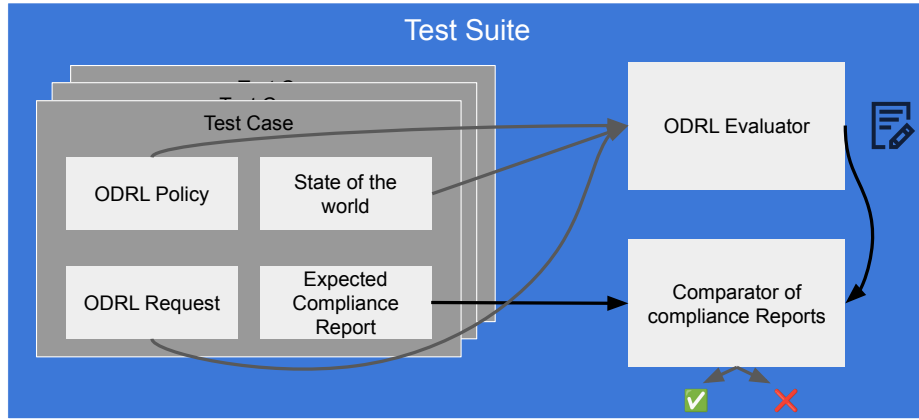 Test Suite
Test Case
ODRL Policy
State of the
world
ODRL Request
Expected
Compliance
Report
ODRL Evaluator
Comparator of
compliance Reports